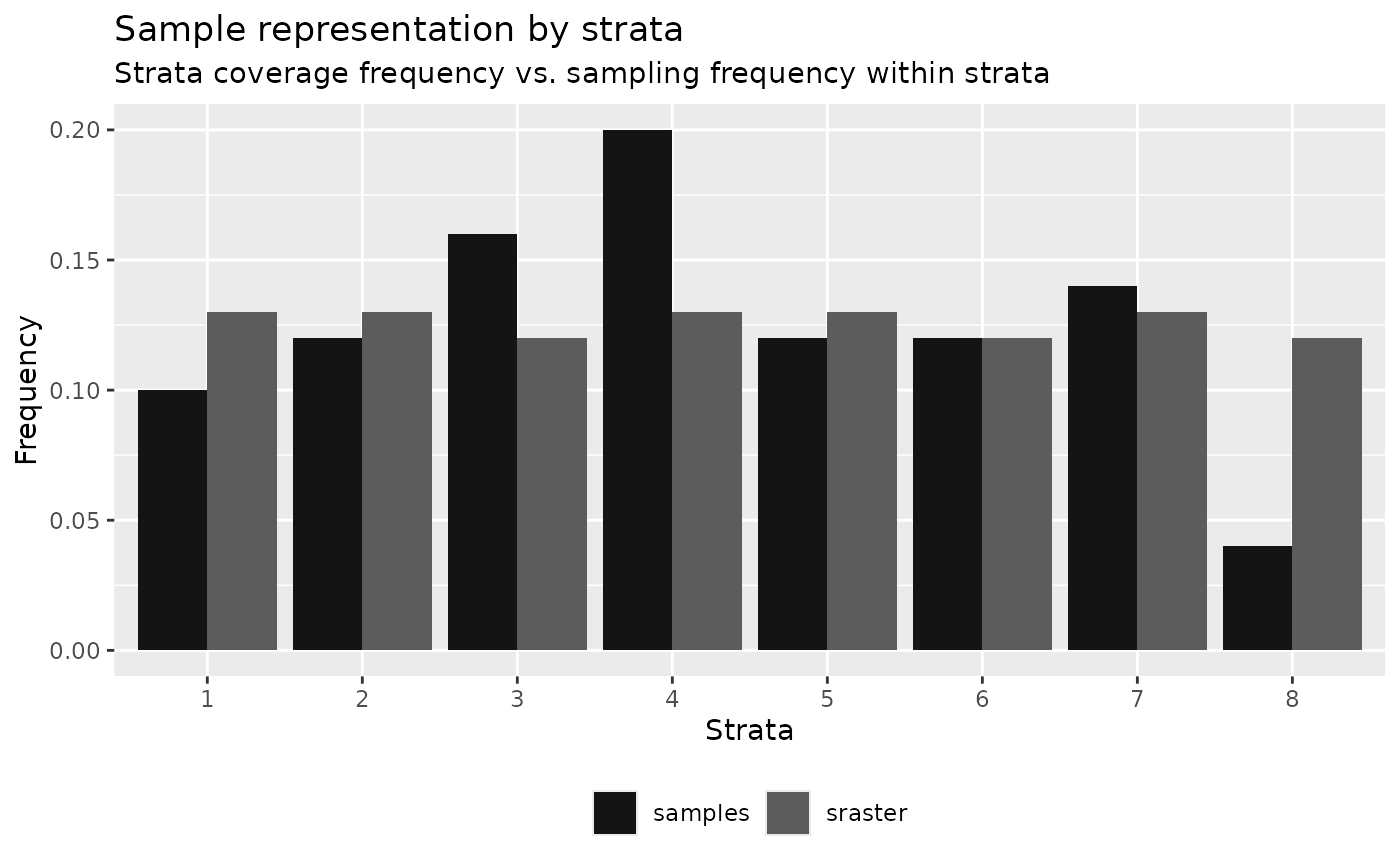 Sample representation by strata
Strata coverage frequency vs. sampling frequency within strata
Frequency
0.20
0.15
0.10
0.05
0.00
1 2 3 4 5 6 7 8
Strata
samples sraster